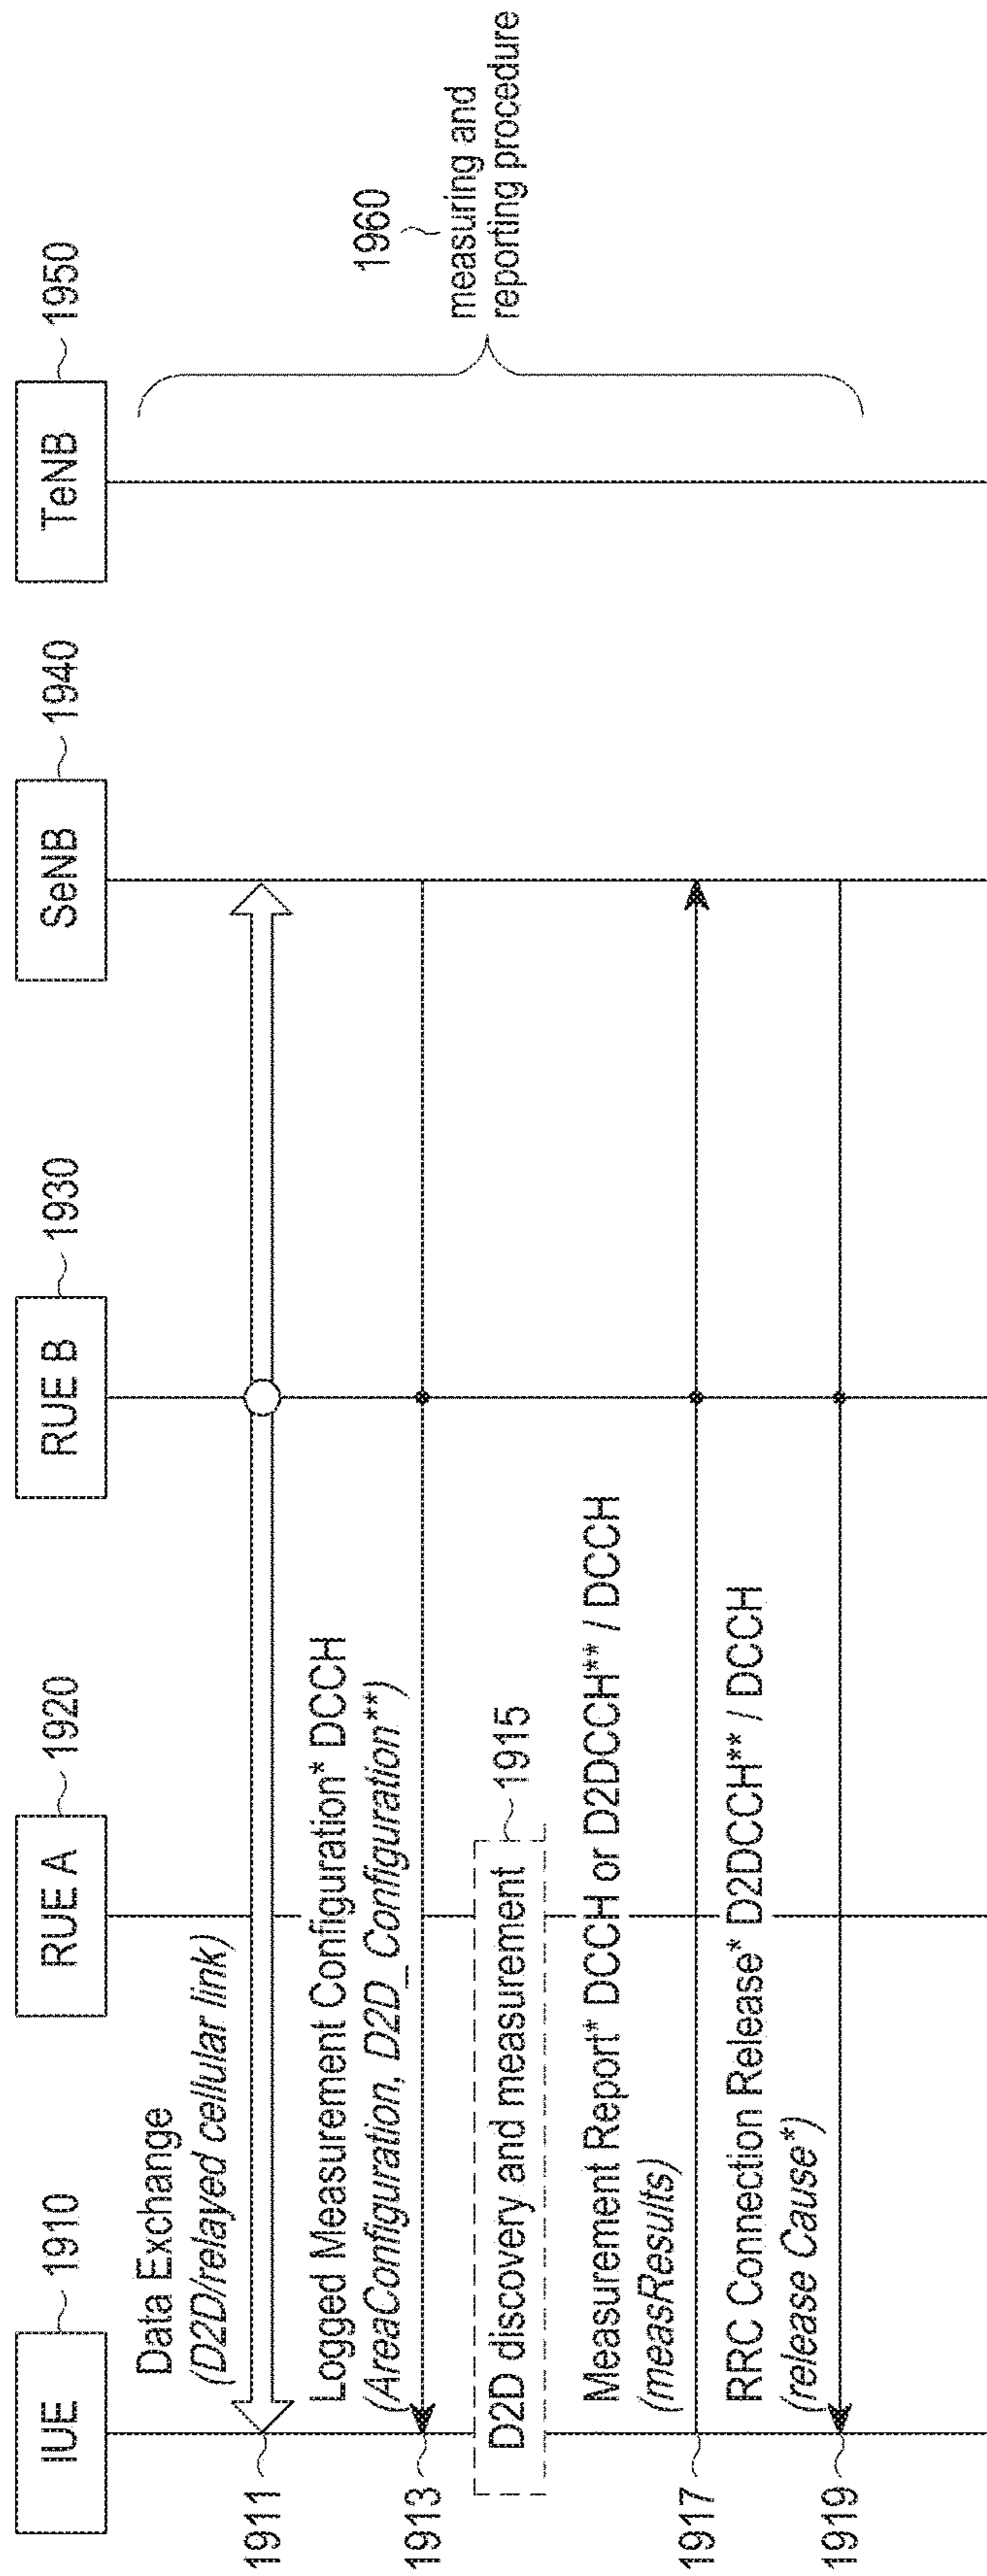 IUE ~ 1910
RUE A ~ 1920
RUE B ~ 1930
SeNB ~ 1940
TeNB ~ 1950
1911
Data Exchange
(D2D/relayed cellular link)
1913
Logged Measurement Configuration* DCCH
(AreaConfiguration, D2D_Configuration**)
D2D discovery and measurement ~ 1915
1917
Measurement Report* DCCH or D2DCCH** / DCCH
(measResults)
1919
RRC Connection Release* D2DCCH** / DCCH
(release Cause*)
1960
measuring and
reporting procedure